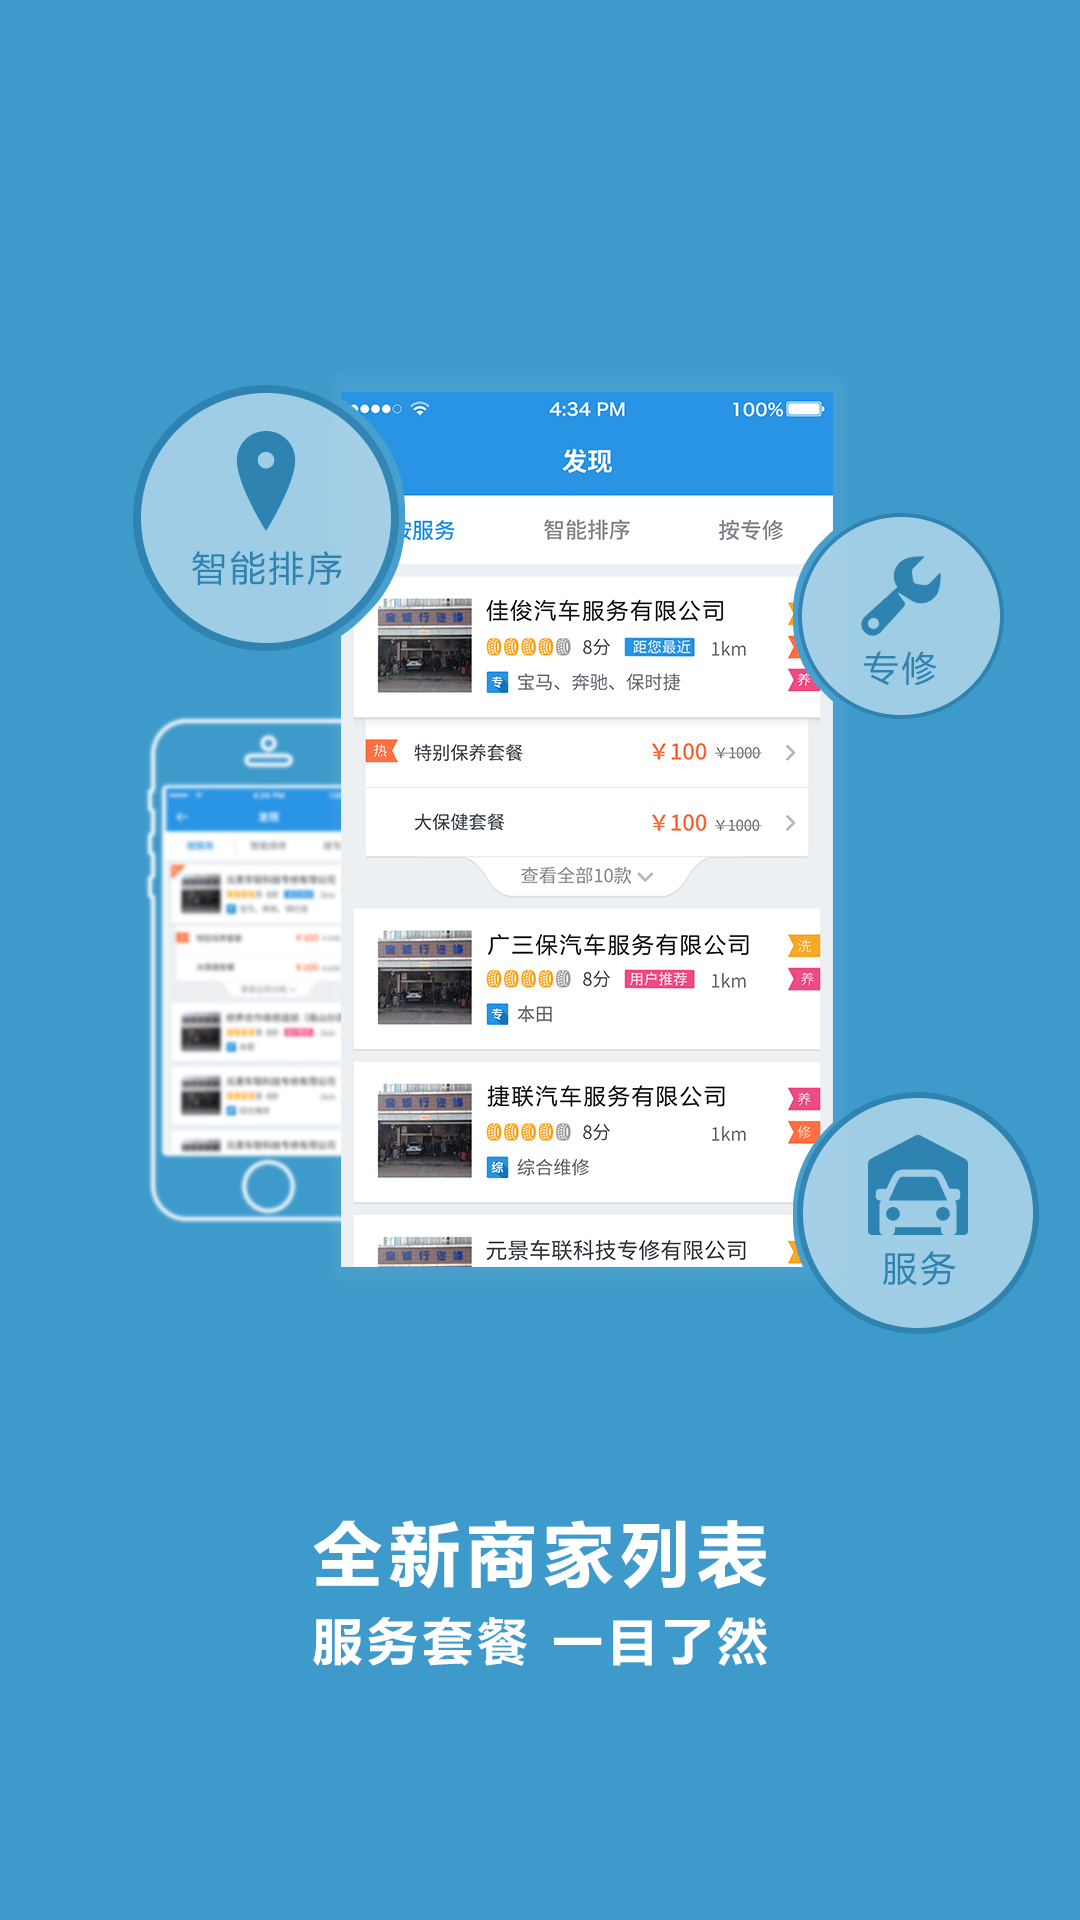 4:34 PM 100%
发现
按服务 智能排序 按专修
智能排序
专修
佳俊汽车服务有限公司
8分 距您最近 1km
专 宝马、奔驰、保时捷 养
热 特别保养套餐 ￥100 ￥1000
大保健套餐 ￥100 ￥1000
查看全部10款
广三保汽车服务有限公司 洗
8分 用户推荐 1km 养
专 本田
捷联汽车服务有限公司 养
8分 1km 修
综 综合维修
元景车联科技专修有限公司
服务
全新商家列表
服务套餐 一目了然